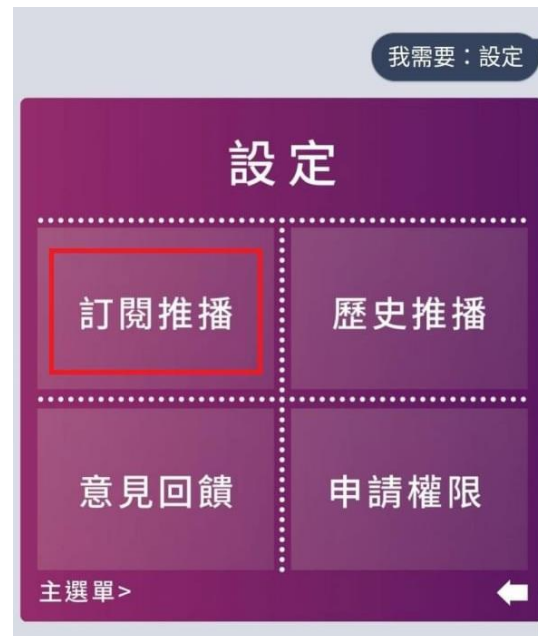 我需要：設定
設定
訂閱推播
歷史推播
意見回饋
申請權限
主選單>